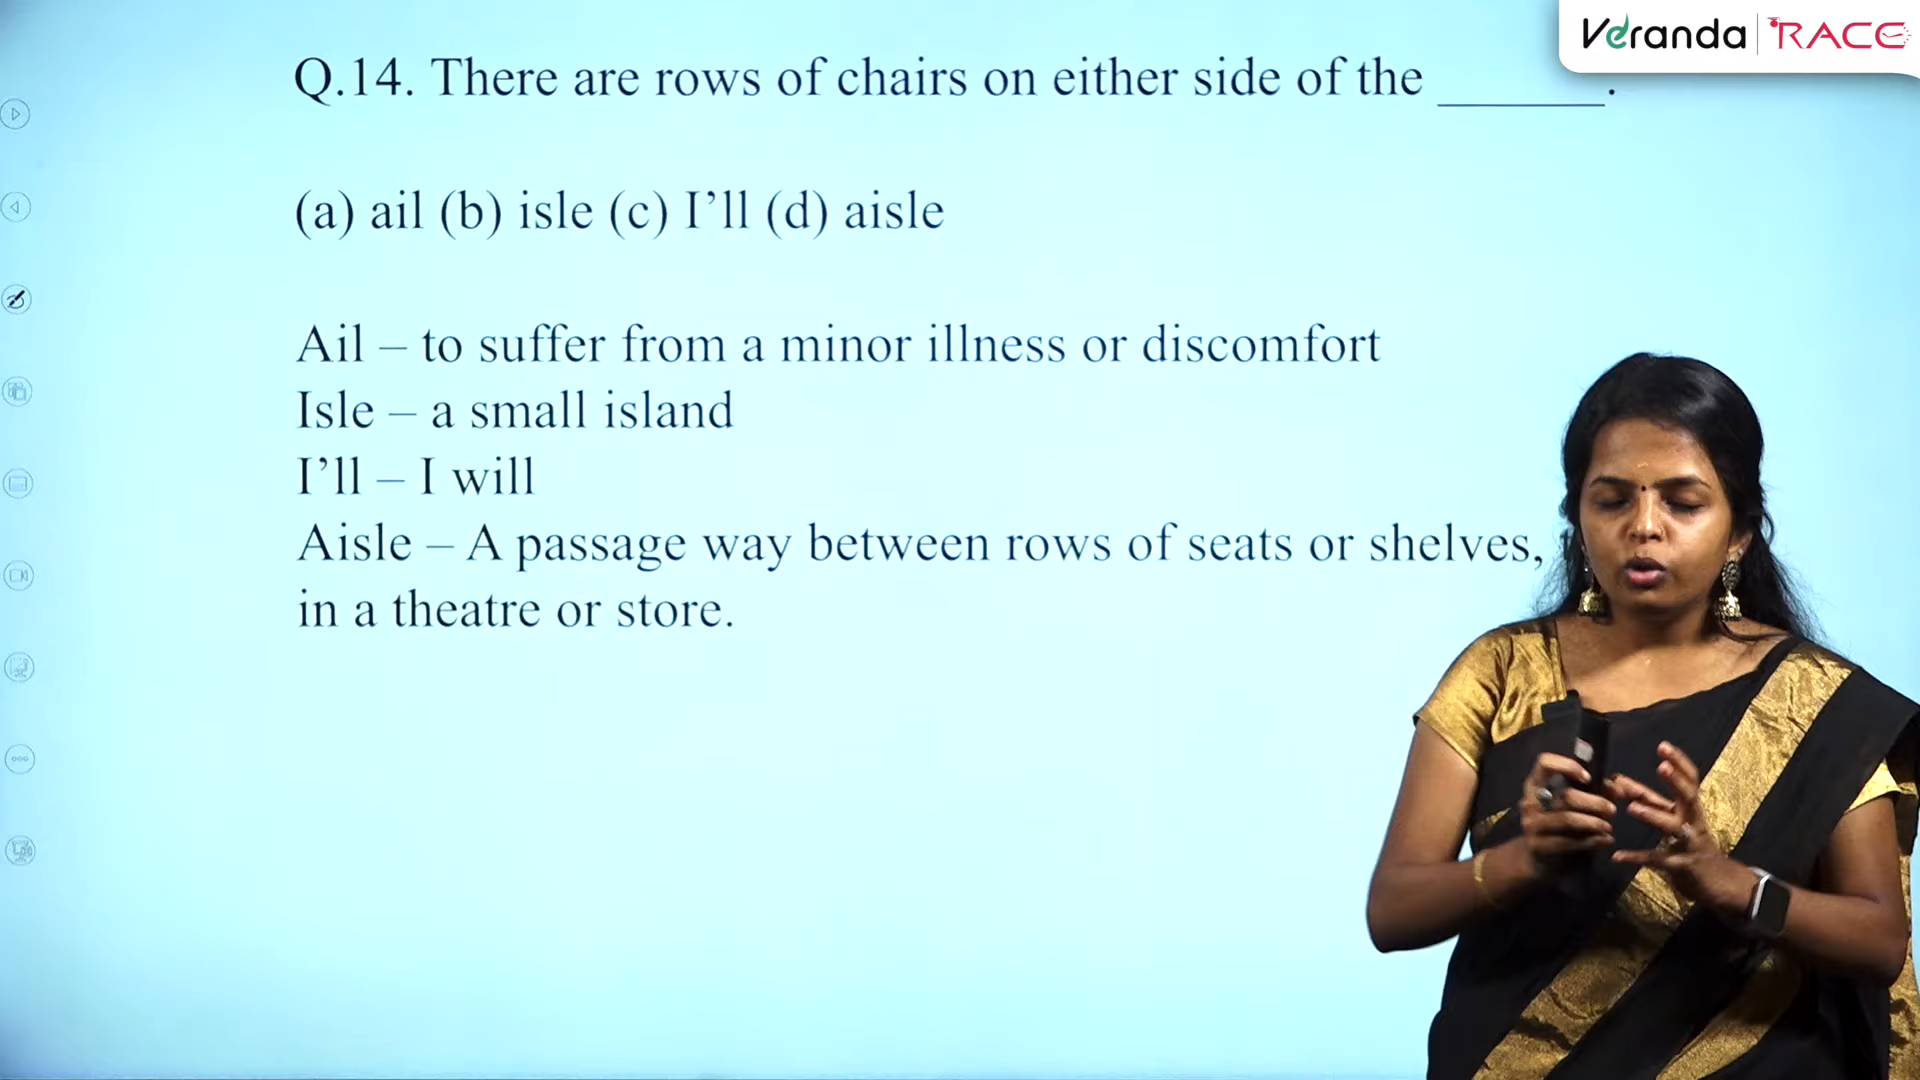 Veranda RACE
Q.14. There are rows of chairs on either side of the ______.
(a) ail (b) isle (c) I’ll (d) aisle
Ail – to suffer from a minor illness or discomfort
Isle – a small island
I’ll – I will
Aisle – A passage way between rows of seats or shelves,
in a theatre or store.